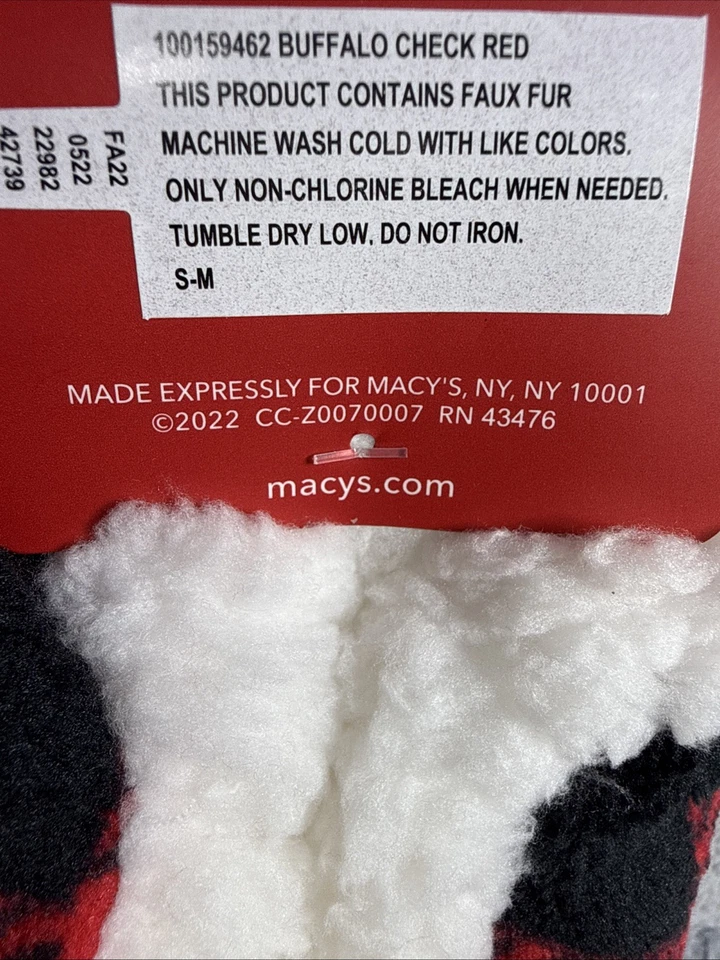 100159462 BUFFALO CHECK RED
THIS PRODUCT CONTAINS FAUX FUR
MACHINE WASH COLD WITH LIKE COLORS.
ONLY NON-CHLORINE BLEACH WHEN NEEDED.
TUMBLE DRY LOW, DO NOT IRON.
S-M
FA22
0522
22982
42739
MADE EXPRESSLY FOR MACY'S, NY, NY 10001
©2022 CC-Z0070007 RN 43476
macys.com